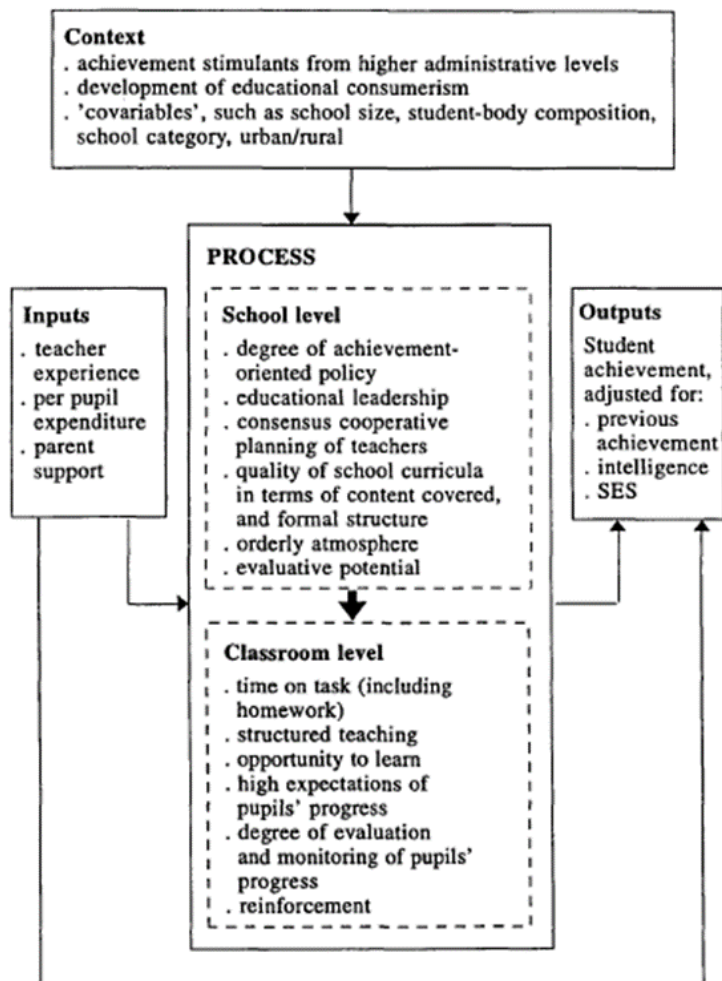 Context
. achievement stimulants from higher administrative levels
. development of educational consumerism
. 'covariables', such as school size, student-body composition,
school category, urban/rural
PROCESS
Inputs
. teacher
experience
. per pupil
expenditure
. parent
support
School level
. degree of achievement-
oriented policy
. educational leadership
. consensus cooperative
planning of teachers
. quality of school curricula
in terms of content covered,
and formal structure
. orderly atmosphere
. evaluative potential
Classroom level
. time on task (including
homework)
. structured teaching
. opportunity to learn
. high expectations of
pupils' progress
. degree of evaluation
and monitoring of pupils'
progress
. reinforcement
Outputs
Student
achievement,
adjusted for:
. previous
achievement
. intelligence
. SES